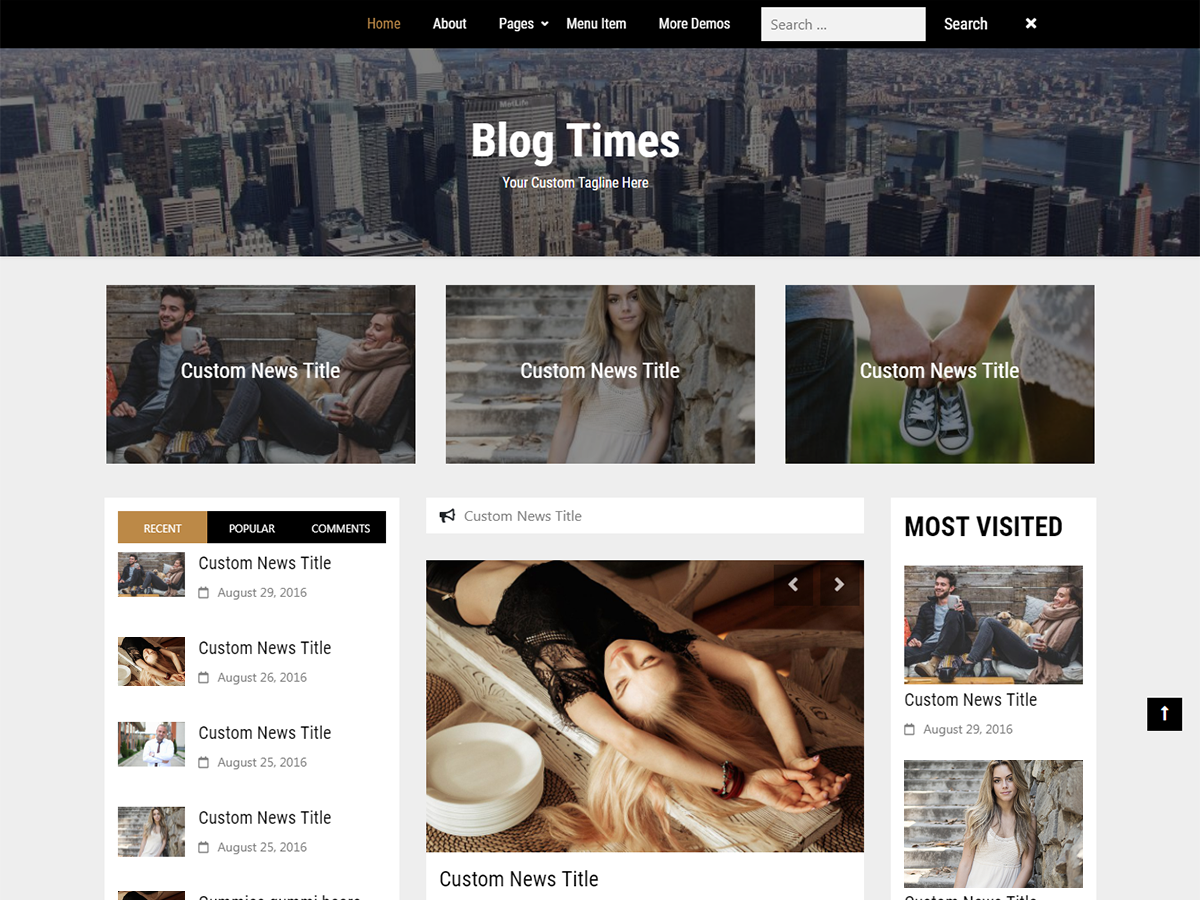 Home About Pages Menu Item More Demos Search ... Search
MetLife
Blog Times
Your Custom Tagline Here
Custom News Title
Custom News Title
Custom News Title
RECENT POPULAR COMMENTS
Custom News Title
August 29, 2016
Custom News Title
August 26, 2016
Custom News Title
August 25, 2016
Custom News Title
August 25, 2016
Custom News Title
Custom News Title
MOST VISITED
Custom News Title
August 29, 2016